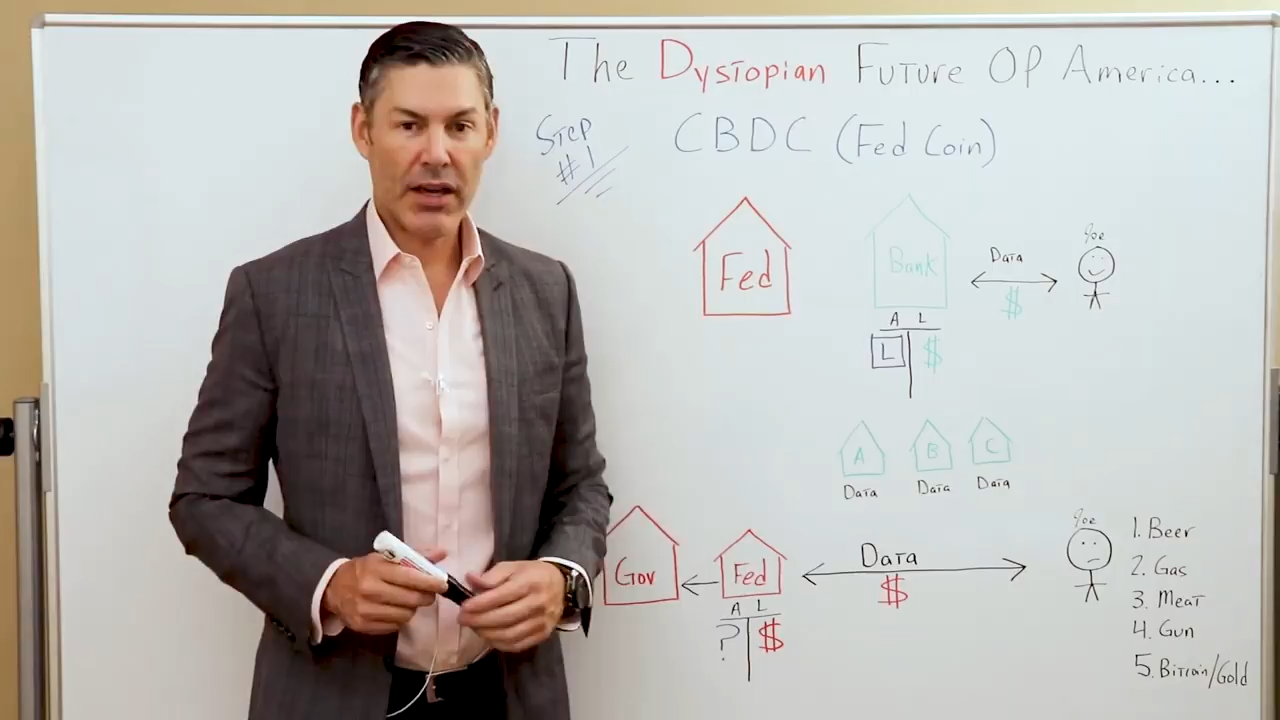 The Dystopian Future Of America...
Step
#1
CBDC (Fed Coin)
Fed
Bank
Data
$
Joe
A L
L $
A B C
Data Data Data
Gov
Fed
Data
$
Joe
A L
? $
1. Beer
2. Gas
3. Meat
4. Gun
5. Bitcoin/Gold